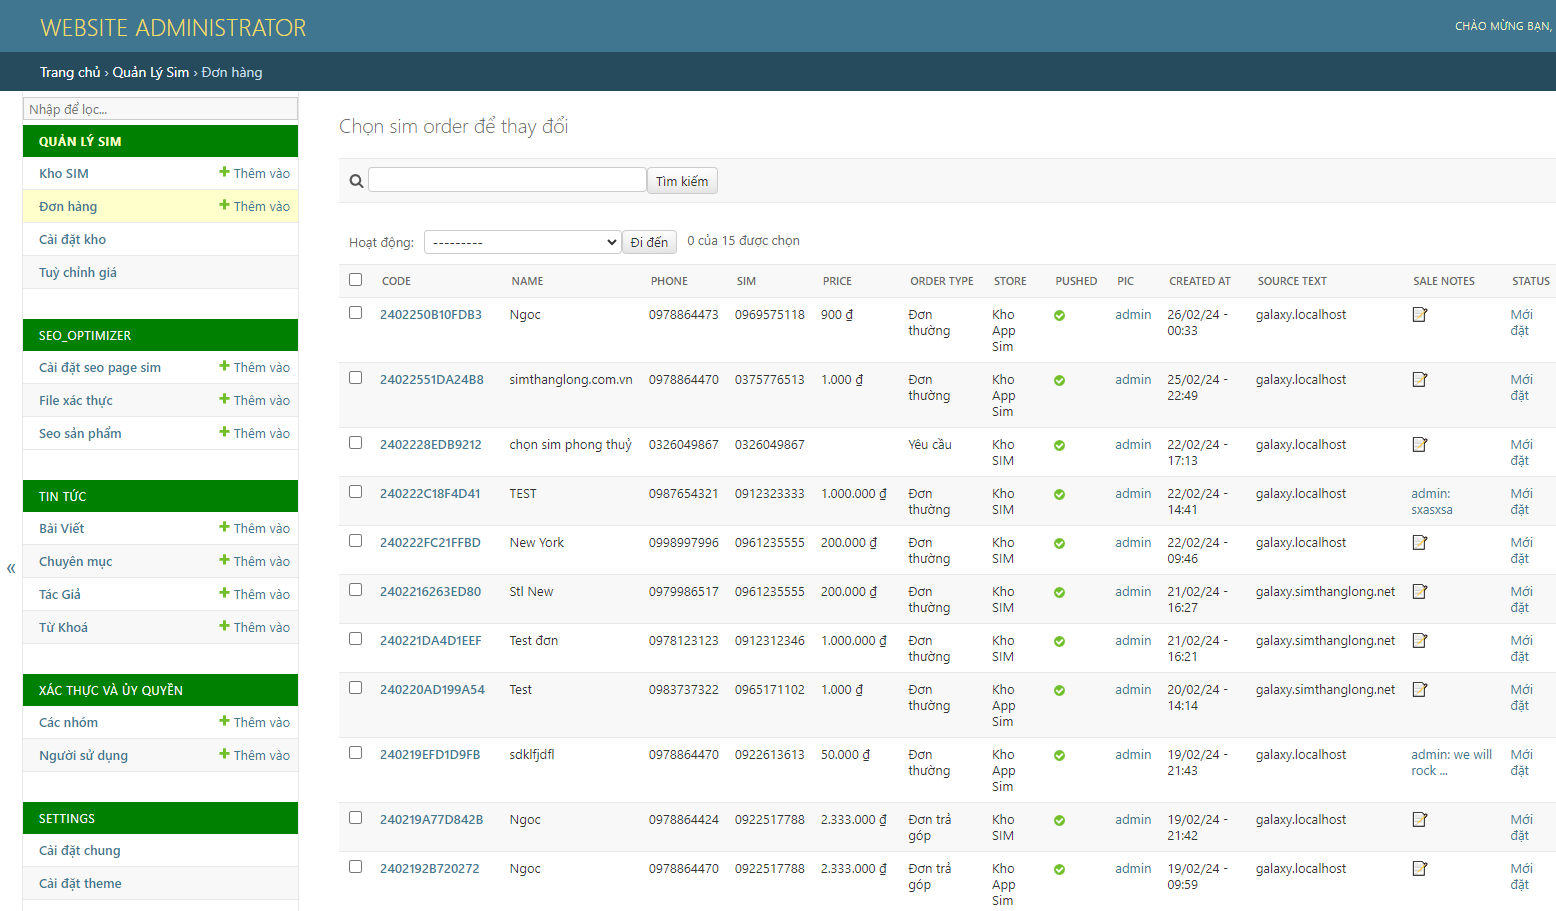 WEBSITE ADMINISTRATOR
CHÀO MỪNG BẠN,
Trang chủ › Quản Lý Sim › Đơn hàng
Nhập để lọc...
QUẢN LÝ SIM
Kho SIM Thêm vào
Đơn hàng Thêm vào
Cài đặt kho
Tuỳ chỉnh giá
SEO_OPTIMIZER
Cài đặt seo page sim Thêm vào
File xác thực Thêm vào
Seo sản phẩm Thêm vào
TIN TỨC
Bài Viết Thêm vào
Chuyên mục Thêm vào
Tác Giả Thêm vào
Từ Khoá Thêm vào
XÁC THỰC VÀ ỦY QUYỀN
Các nhóm Thêm vào
Người sử dụng Thêm vào
SETTINGS
Cài đặt chung
Cài đặt theme
«
Chọn sim order để thay đổi
Tìm kiếm
Hoạt động: --------- Đi đến 0 của 15 được chọn
CODE NAME PHONE SIM PRICE ORDER TYPE STORE PUSHED PIC CREATED AT SOURCE TEXT SALE NOTES STATUS
2402250B10FDB3 Ngoc 0978864473 0969575118 900 ₫ Đơn Kho admin 26/02/24 - galaxy.localhost Mới
thường App 00:33 đặt
Sim
24022551DA24B8 simthanglong.com.vn 0978864470 0375776513 1.000 ₫ Đơn Kho admin 25/02/24 - galaxy.localhost Mới
thường App 22:49 đặt
Sim
2402228EDB9212 chọn sim phong thuỷ 0326049867 0326049867 Yêu cầu Kho admin 22/02/24 - galaxy.localhost Mới
SIM 17:13 đặt
240222C18F4D41 TEST 0987654321 0912323333 1.000.000 ₫ Đơn Kho admin 22/02/24 - galaxy.localhost admin: Mới
thường SIM 14:41 sxasxsa đặt
240222FC21FFBD New York 0998997996 0961235555 200.000 ₫ Đơn Kho admin 22/02/24 - galaxy.localhost Mới
thường SIM 09:46 đặt
2402216263ED80 Stl New 0979986517 0961235555 200.000 ₫ Đơn Kho admin 21/02/24 - galaxy.simthanglong.net Mới
thường SIM 16:27 đặt
240221DA4D1EEF Test đơn 0978123123 0912312346 1.000.000 ₫ Đơn Kho admin 21/02/24 - galaxy.simthanglong.net Mới
thường SIM 16:21 đặt
240220AD199A54 Test 0983737322 0965171102 1.000 ₫ Đơn Kho admin 20/02/24 - galaxy.simthanglong.net Mới
thường App 14:14 đặt
Sim
240219EFD1D9FB sdklfjdfl 0978864470 0922613613 50.000 ₫ Đơn Kho admin 19/02/24 - galaxy.localhost admin: we will Mới
thường App 21:43 rock ... đặt
Sim
240219A77D842B Ngoc 0978864424 0922517788 2.333.000 ₫ Đơn trả Kho admin 19/02/24 - galaxy.localhost Mới
góp SIM 21:42 đặt
2402192B720272 Ngoc 0978864470 0922517788 2.333.000 ₫ Đơn trả Kho admin 19/02/24 - galaxy.localhost Mới
góp App 09:59 đặt
Sim